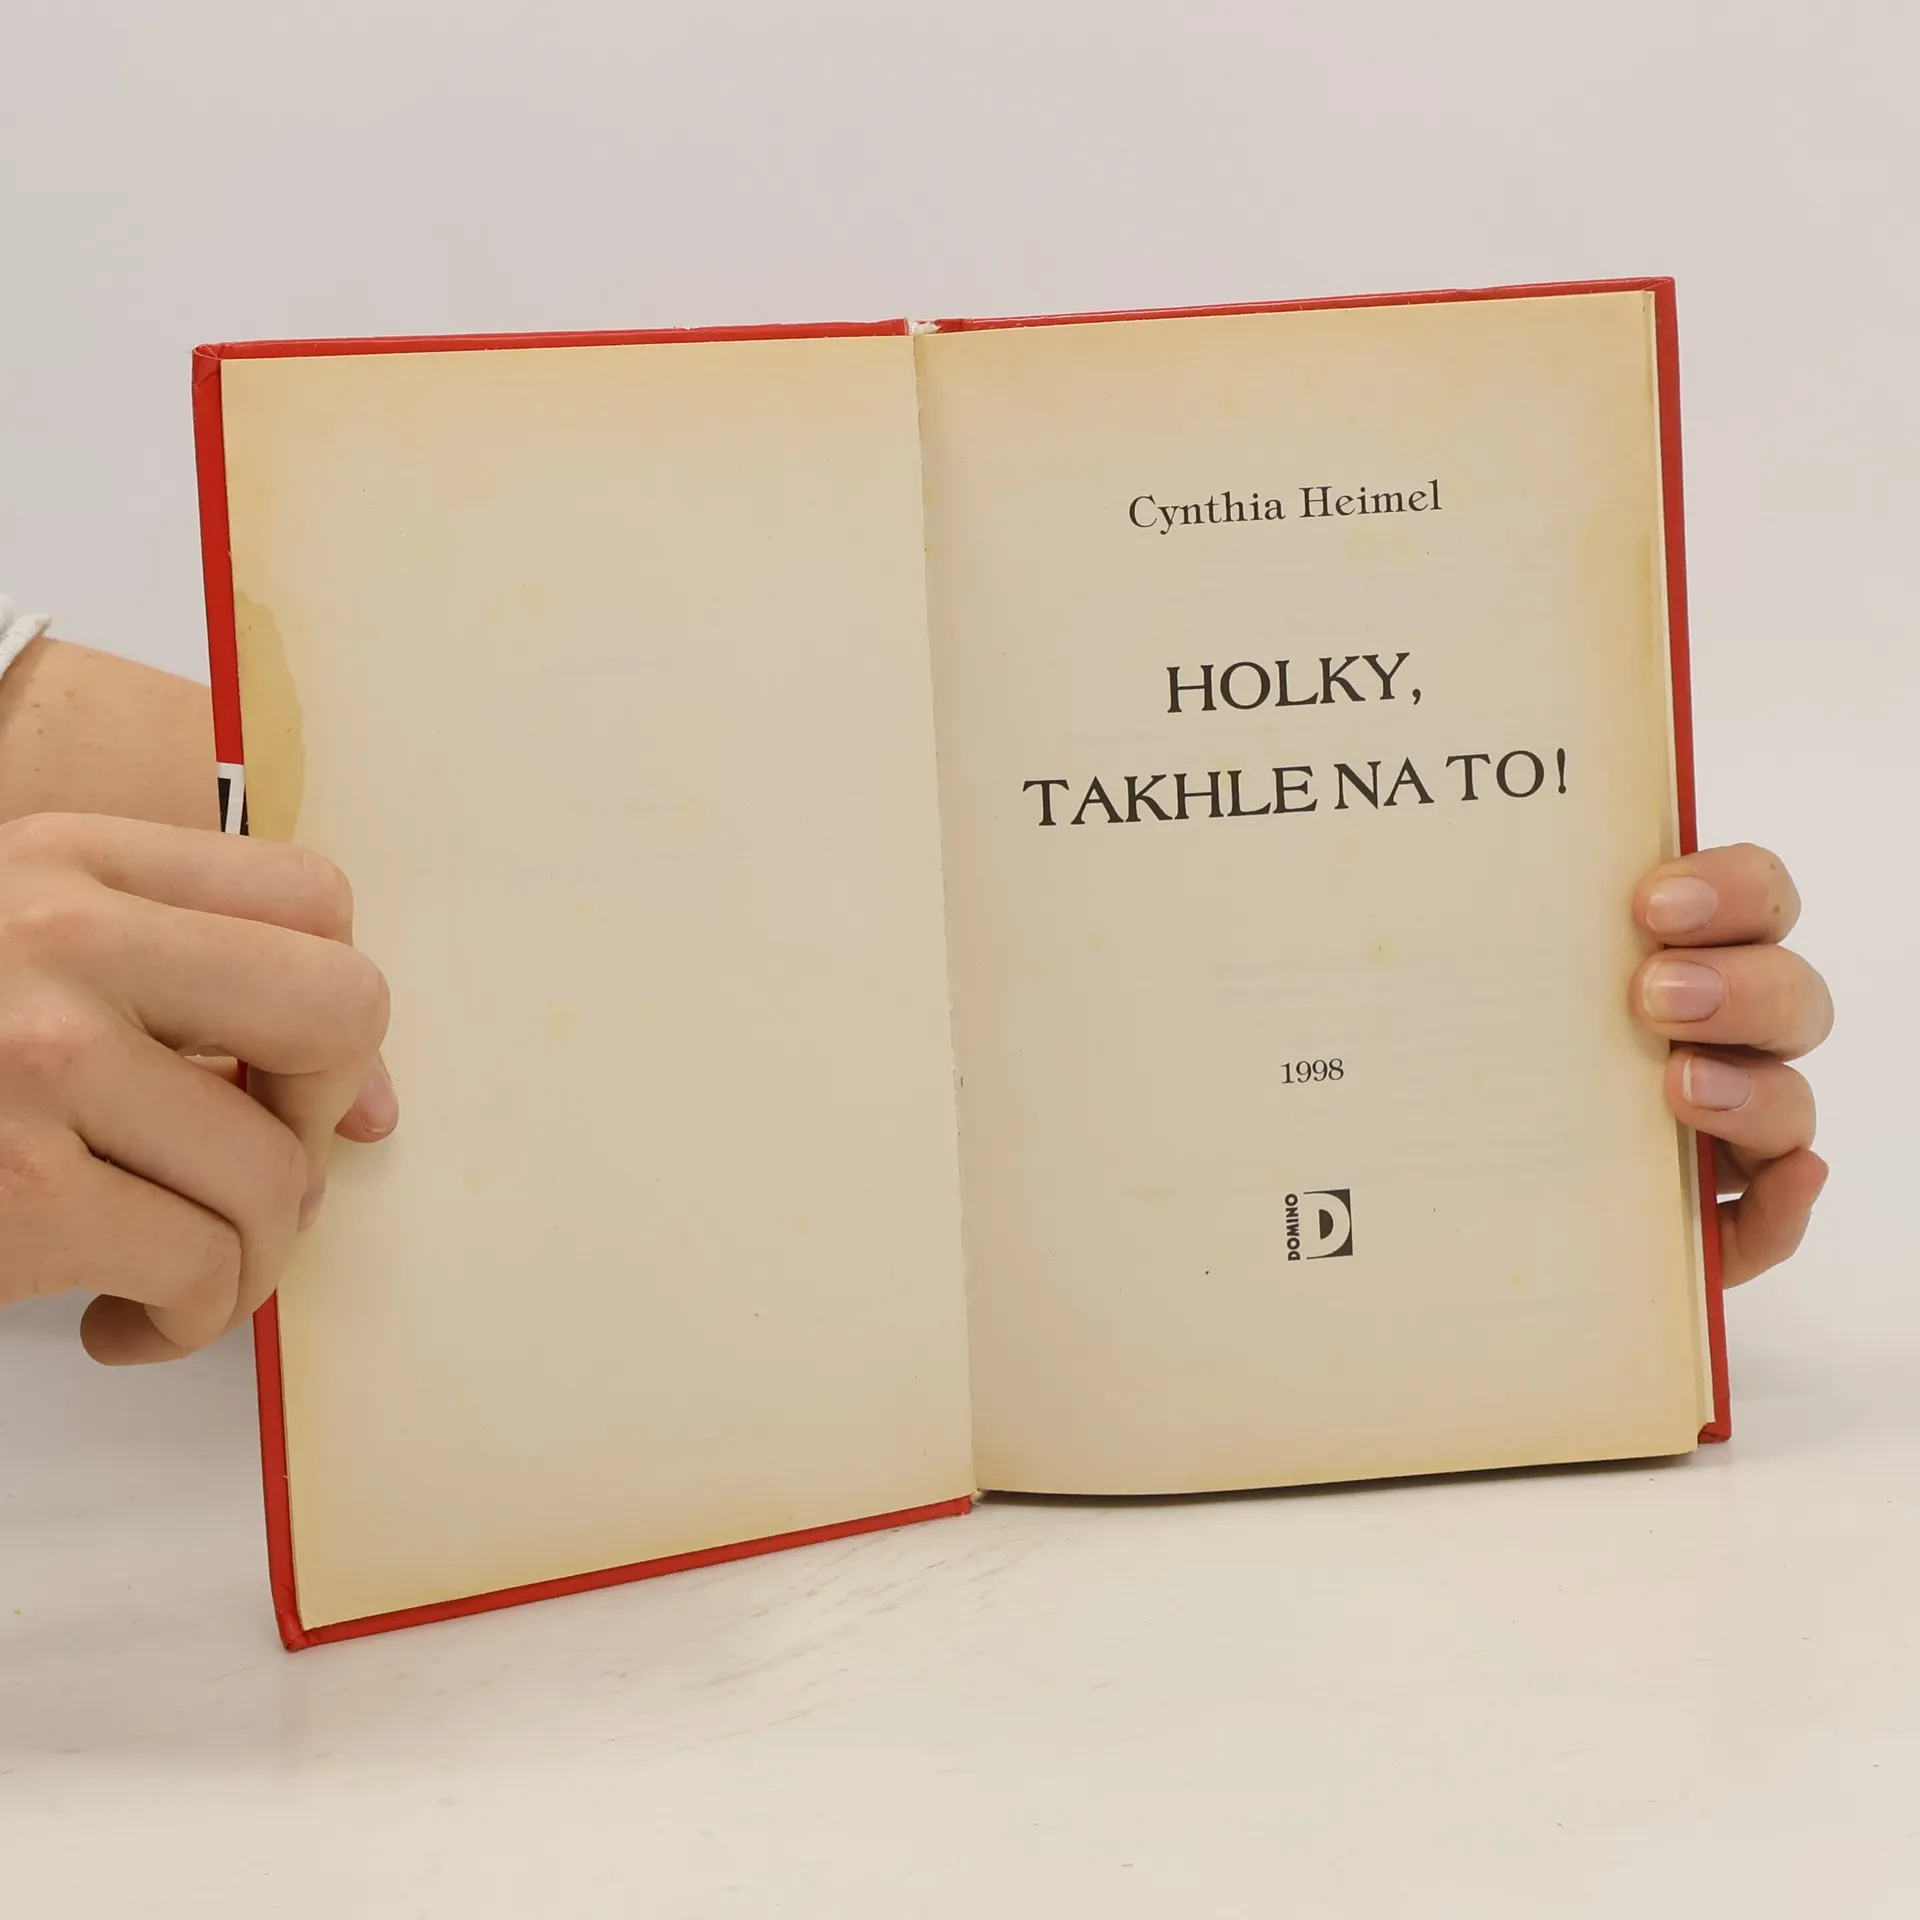 Cynthia Heimel
HOLKY,
TAKHLE NA TO!
1998
DOMINO
D